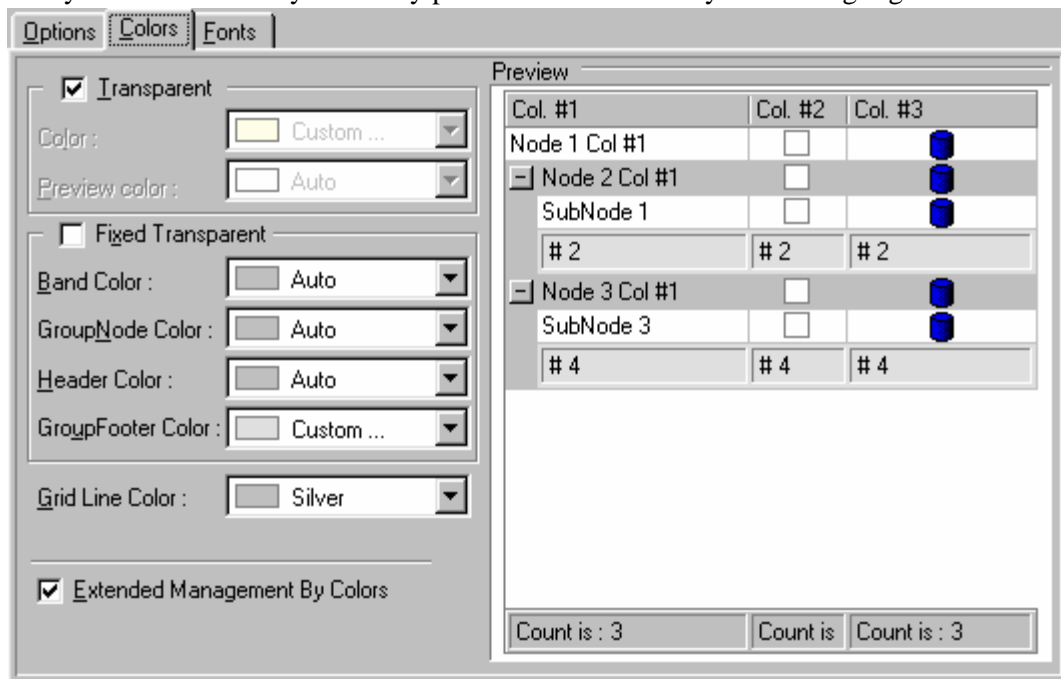 Options Colors Fonts
Transparent
Color :
Custom ...
Preview color :
Auto
Fixed Transparent
Band Color :
Auto
GroupNode Color :
Auto
Header Color :
Auto
GroupFooter Color :
Custom ...
Grid Line Color :
Silver
Extended Management By Colors
Preview
Col. #1 Col. #2 Col. #3
Node 1 Col #1
Node 2 Col #1
SubNode 1
# 2 # 2 # 2
Node 3 Col #1
SubNode 3
# 4 # 4 # 4
Count is : 3 Count is Count is : 3